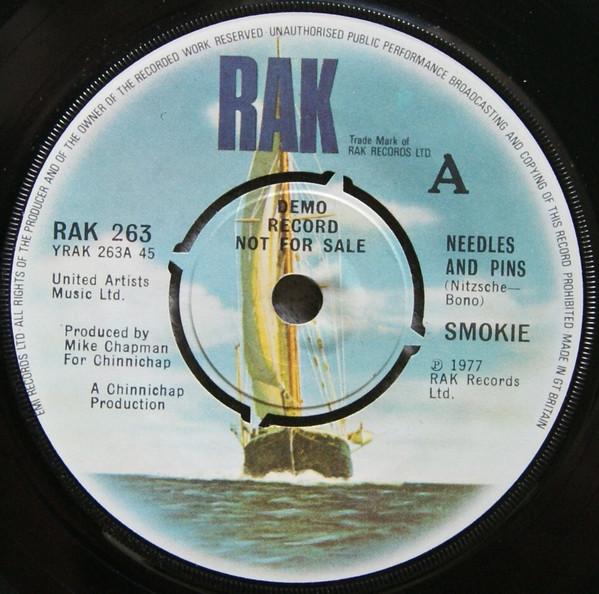 EMI RECORDS LTD ALL RIGHTS OF THE PRODUCER AND OF THE OWNER OF THE RECORDED WORK RESERVED UNAUTHORISED PUBLIC PERFORMANCE BROADCASTING AND COPYING OF THIS RECORD PROHIBITED MADE IN GT BRITAIN
RAK
Trade Mark of
RAK RECORDS LTD.
A
DEMO
RECORD
NOT FOR SALE
RAK 263
YRAK 263A 45
United Artists
Music Ltd.
Produced by
Mike Chapman
For Chinnichap
A Chinnichap
Production
NEEDLES
AND PINS
(Nitzsche—
Bono)
SMOKIE
℗ 1977
RAK Records
Ltd.